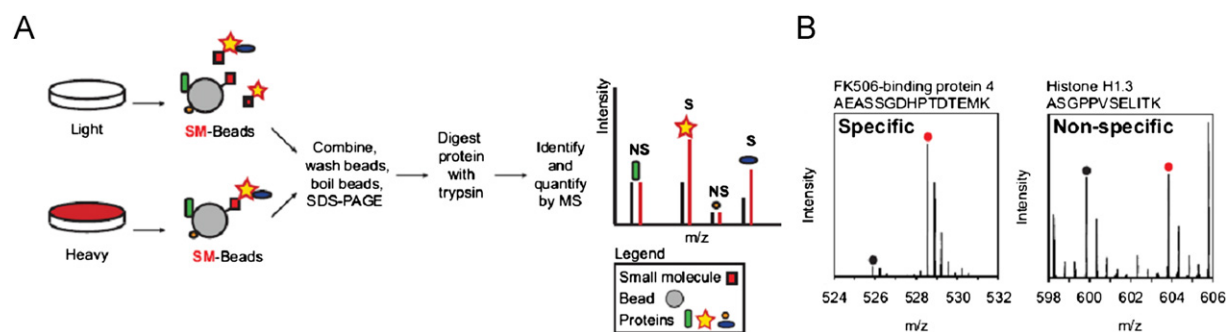 A
Light
SM-Beads
Heavy
SM-Beads
Combine,
wash beads,
boil beads,
SDS-PAGE
Digest
protein
with
trypsin
Identify
and
quantify
by MS
Intensity
NS
S
NS
S
m/z
Legend
Small molecule
Bead
Proteins
B
FK506-binding protein 4
AEASSGDHPTDTEMK
Specific
Intensity
524 526 528 530 532
m/z
Histone H1.3
ASGPPVSELITK
Non-specific
Intensity
598 600 602 604 606
m/z